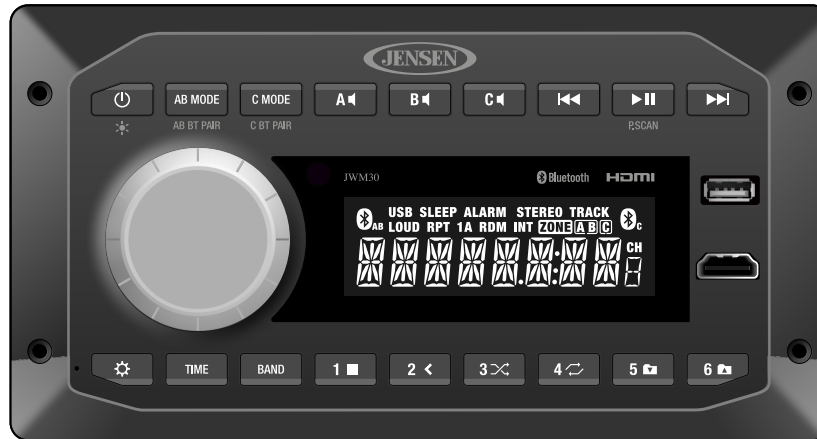 JENSEN
AB MODE
C MODE
A
B
C
AB BT PAIR
C BT PAIR
P.SCAN
JWM30
Bluetooth
HDMI
USB SLEEP ALARM STEREO TRACK
AB LOUD RPT 1A RDM INT ZONE A B C C
CH
TIME
BAND
1
2
3
4
5
6